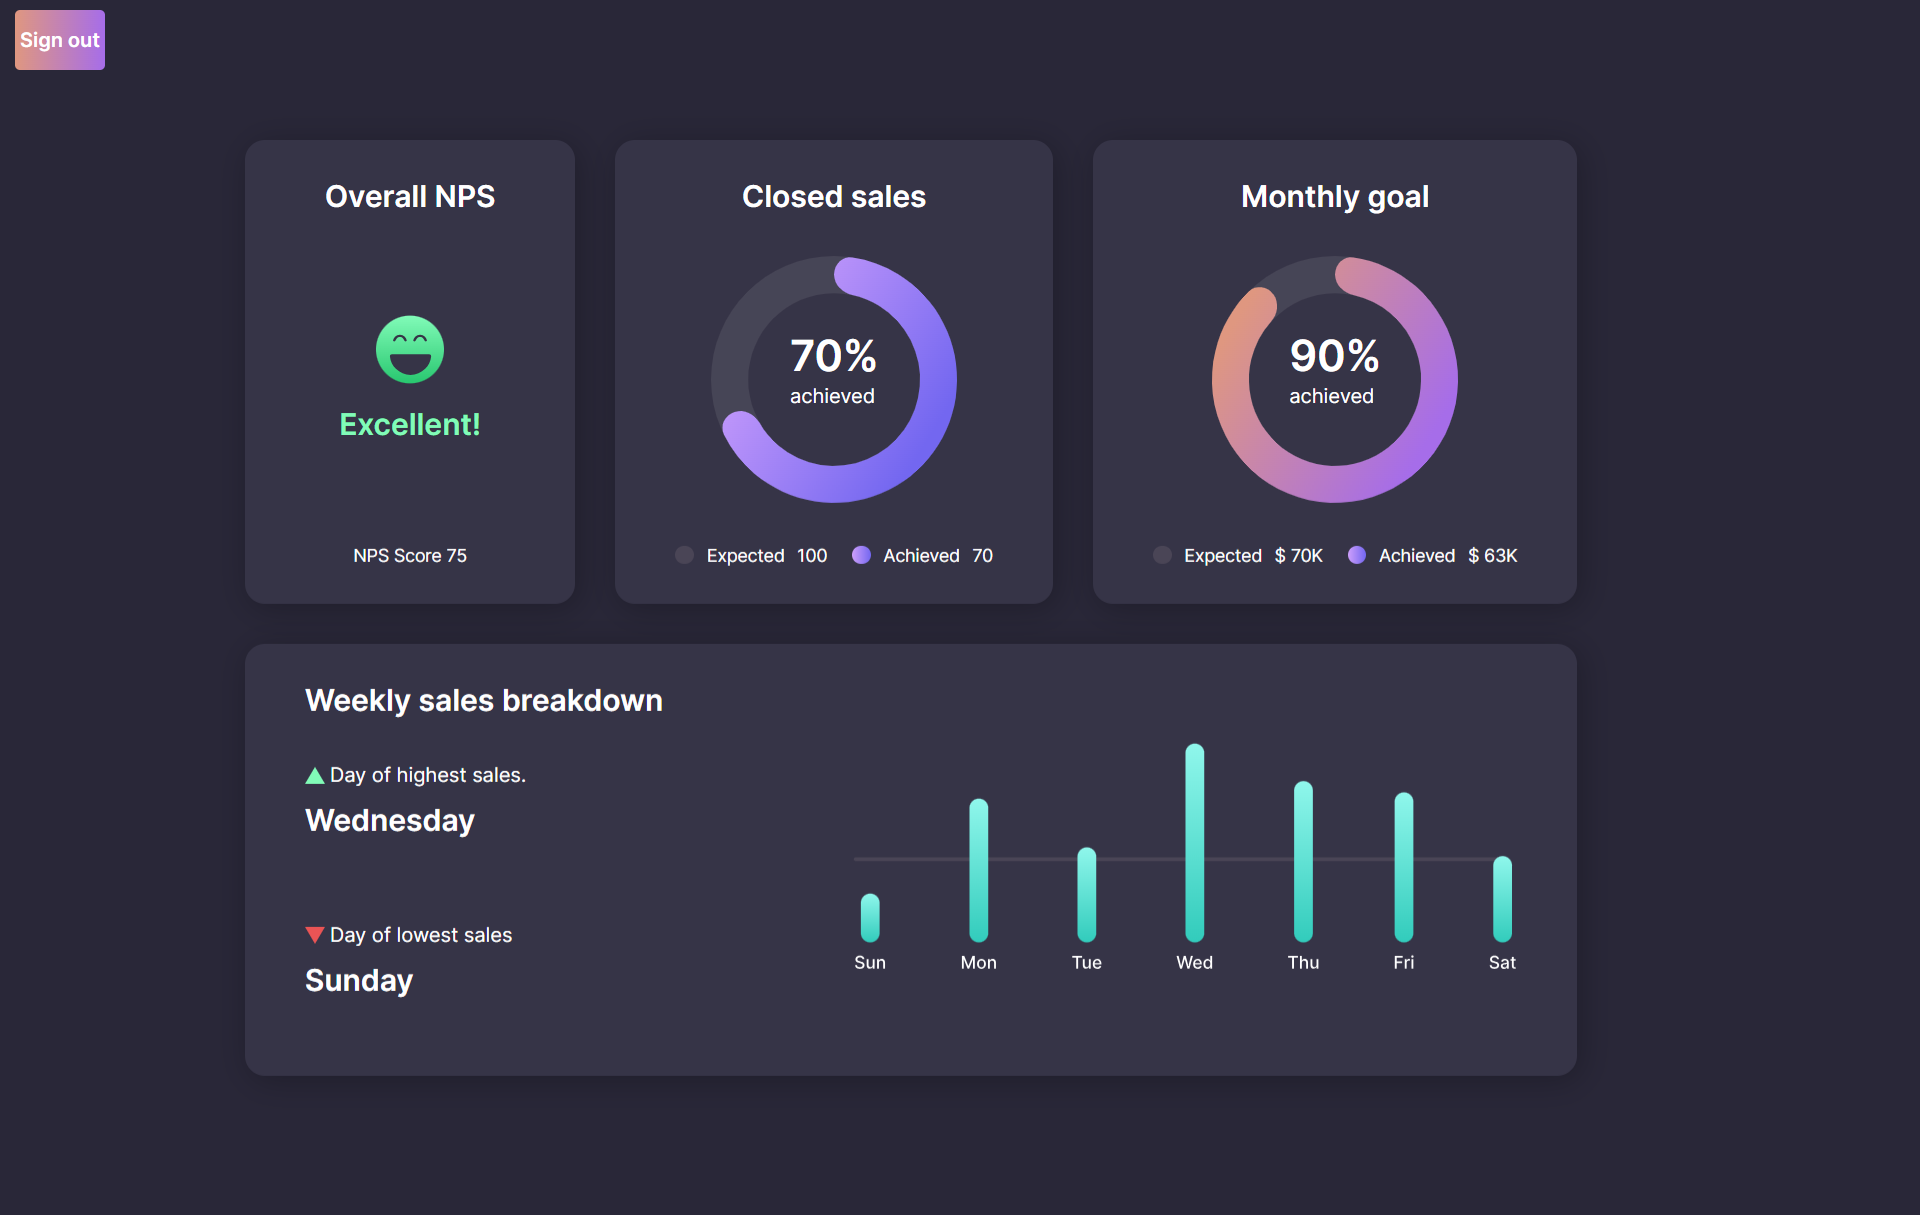 Sign out
Overall NPS
Excellent!
NPS Score 75
Closed sales
70%
achieved
Expected 100 Achieved 70
Monthly goal
90%
achieved
Expected $ 70K Achieved $ 63K
Weekly sales breakdown
Day of highest sales.
Wednesday
Day of lowest sales
Sunday
Sun Mon Tue Wed Thu Fri Sat